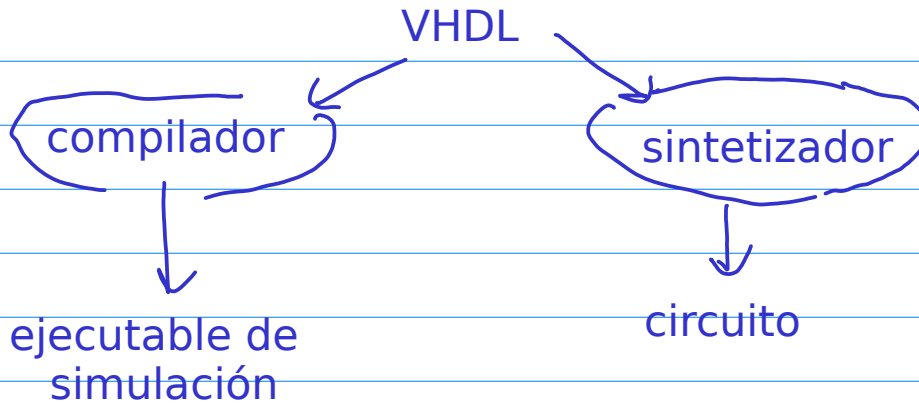 VHDL
compilador
sintetizador
ejecutable de
simulación
circuito